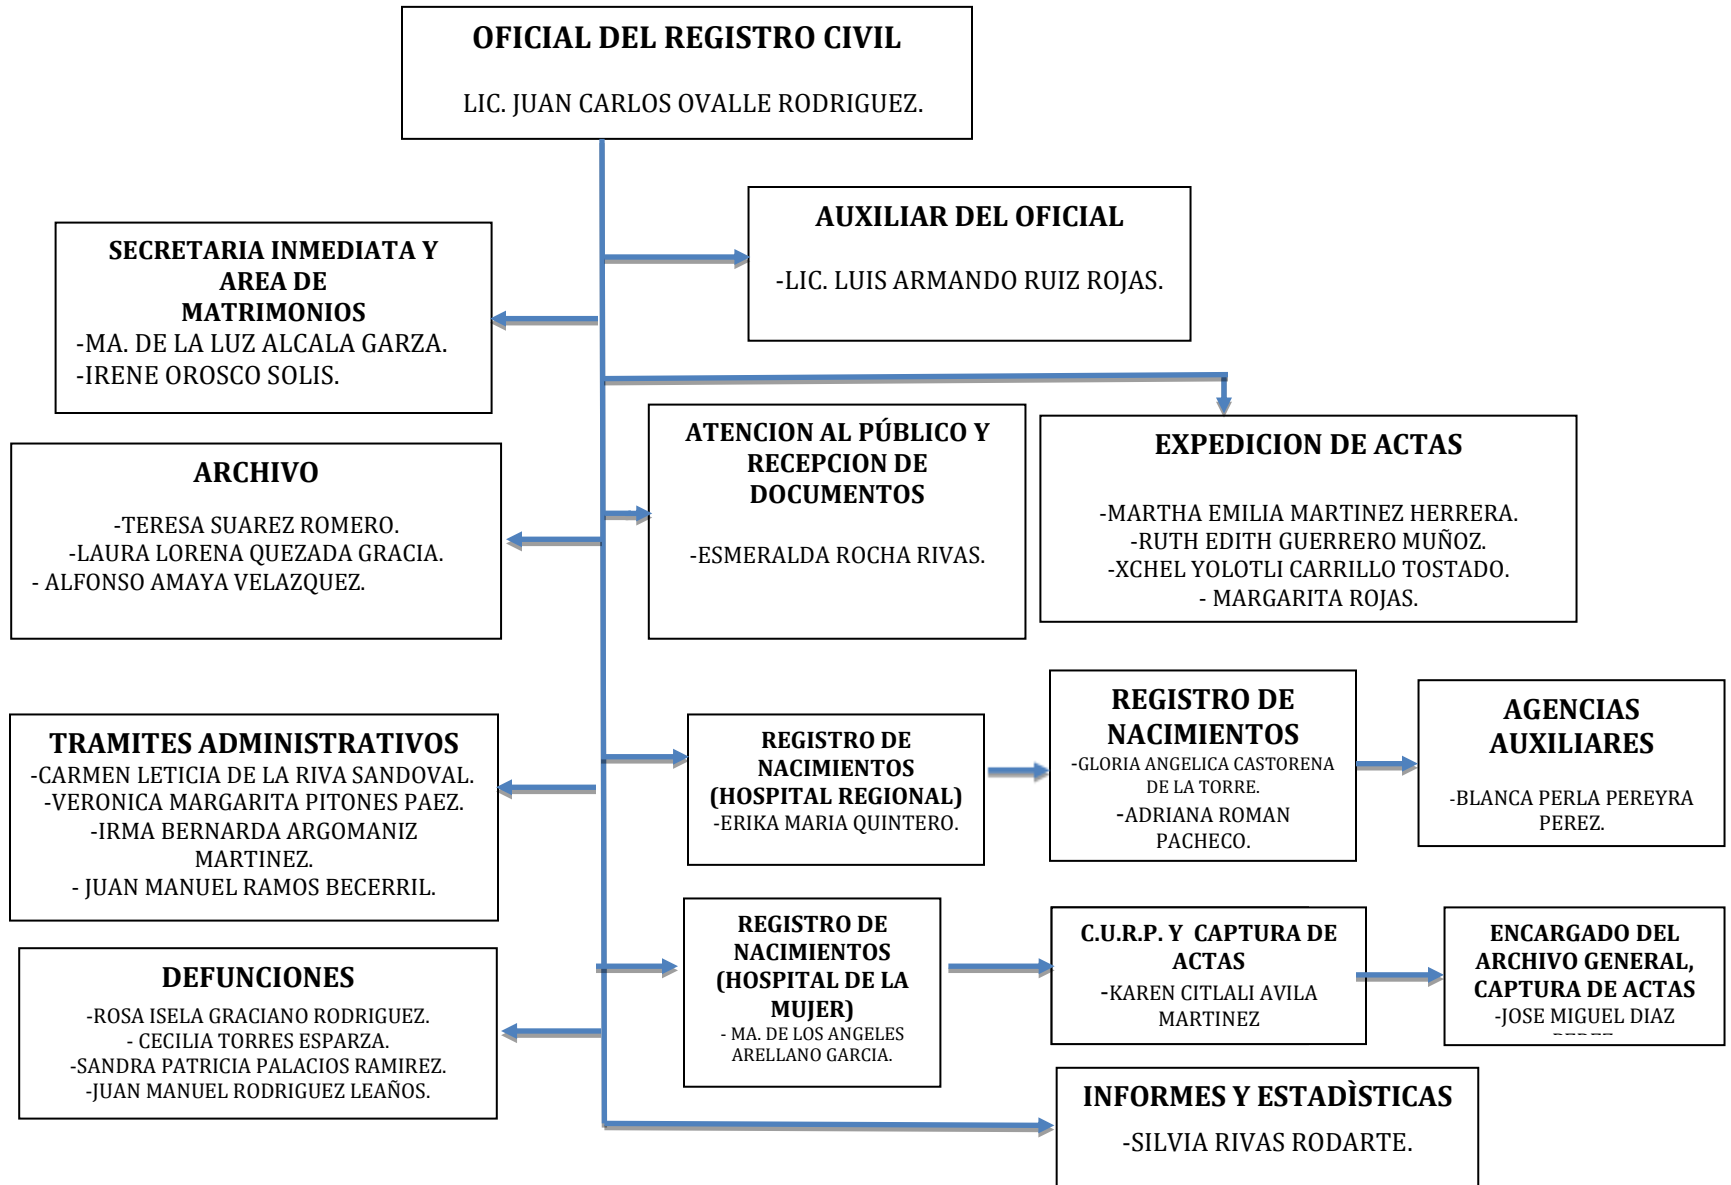 OFICIAL DEL REGISTRO CIVIL
LIC. JUAN CARLOS OVALLE RODRIGUEZ.
AUXILIAR DEL OFICIAL
-LIC. LUIS ARMANDO RUIZ ROJAS.
SECRETARIA INMEDIATA Y
AREA DE
MATRIMONIOS
-MA. DE LA LUZ ALCALA GARZA.
-IRENE OROSCO SOLIS.
ATENCION AL PÚBLICO Y
RECEPCION DE
DOCUMENTOS
-ESMERALDA ROCHA RIVAS.
EXPEDICION DE ACTAS
-MARTHA EMILIA MARTINEZ HERRERA.
-RUTH EDITH GUERRERO MUÑOZ.
-XCHEL YOLOTLI CARRILLO TOSTADO.
- MARGARITA ROJAS.
ARCHIVO
-TERESA SUAREZ ROMERO.
-LAURA LORENA QUEZADA GRACIA.
- ALFONSO AMAYA VELAZQUEZ.
TRAMITES ADMINISTRATIVOS
-CARMEN LETICIA DE LA RIVA SANDOVAL.
-VERONICA MARGARITA PITONES PAEZ.
-IRMA BERNARDA ARGOMANIZ
MARTINEZ.
- JUAN MANUEL RAMOS BECERRIL.
REGISTRO DE
NACIMIENTOS
(HOSPITAL REGIONAL)
-ERIKA MARIA QUINTERO.
REGISTRO DE
NACIMIENTOS
-GLORIA ANGELICA CASTORENA
DE LA TORRE.
-ADRIANA ROMAN
PACHECO.
AGENCIAS
AUXILIARES
-BLANCA PERLA PEREYRA
PEREZ.
DEFUNCIONES
-ROSA ISELA GRACIANO RODRIGUEZ.
- CECILIA TORRES ESPARZA.
-SANDRA PATRICIA PALACIOS RAMIREZ.
-JUAN MANUEL RODRIGUEZ LEAÑOS.
REGISTRO DE
NACIMIENTOS
(HOSPITAL DE LA
MUJER)
- MA. DE LOS ANGELES
ARELLANO GARCIA.
C.U.R.P. Y CAPTURA DE
ACTAS
-KAREN CITLALI AVILA
MARTINEZ
ENCARGADO DEL
ARCHIVO GENERAL,
CAPTURA DE ACTAS
-JOSE MIGUEL DIAZ
INFORMES Y ESTADÌSTICAS
-SILVIA RIVAS RODARTE.